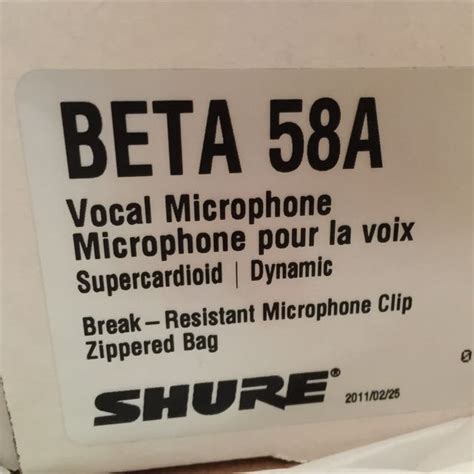 BETA 58A
Vocal Microphone
Microphone pour la voix
Supercardioid | Dynamic
Break – Resistant Microphone Clip
Zippered Bag
0
SHURE® 2011/02/25